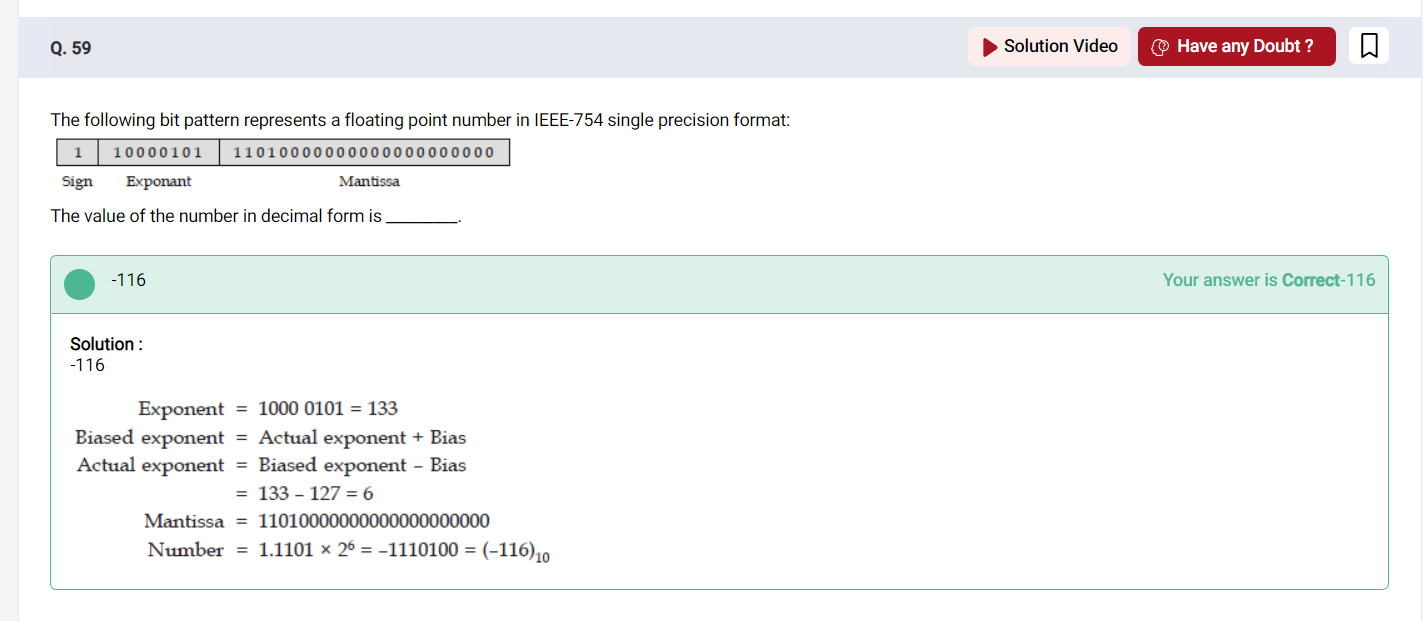 Q. 59
Solution Video
Have any Doubt ?
The following bit pattern represents a floating point number in IEEE-754 single precision format:
1 10000101 11010000000000000000000
Sign Exponant Mantissa
The value of the number in decimal form is ________.
-116
Your answer is Correct-116
Solution :
-116
Exponent = 1000 0101 = 133
Biased exponent = Actual exponent + Bias
Actual exponent = Biased exponent – Bias
= 133 – 127 = 6
Mantissa = 11010000000000000000000
Number = 1.1101 × 2⁶ = –1110100 = (–116)₁₀